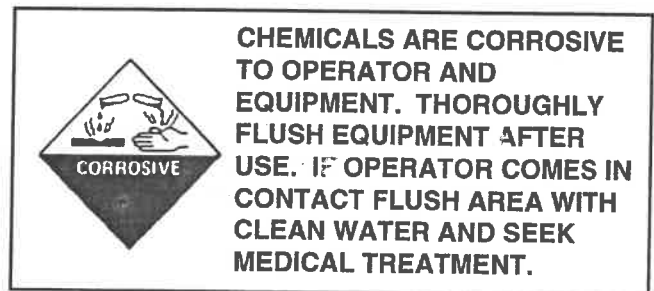 CHEMICALS ARE CORROSIVE
TO OPERATOR AND
EQUIPMENT. THOROUGHLY
FLUSH EQUIPMENT AFTER
USE. IF OPERATOR COMES IN
CONTACT FLUSH AREA WITH
CLEAN WATER AND SEEK
MEDICAL TREATMENT.
CORROSIVE